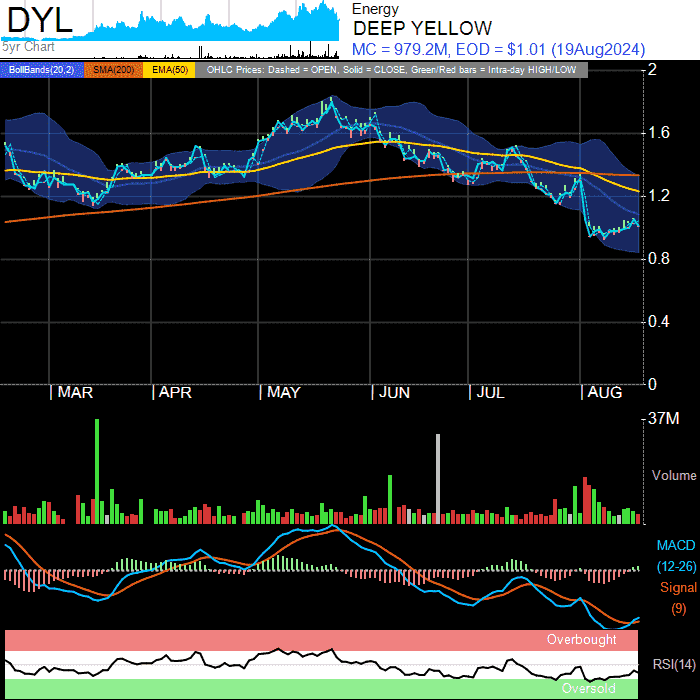 DYL
Energy
DEEP YELLOW
5yr Chart
MC = 979.2M, EOD = $1.01 (19Aug2024)
BollBands(20,2) SMA(200) EMA(50) OHLC Prices: Dashed = OPEN, Solid = CLOSE, Green/Red bars = Intra-day HIGH/LOW
2
1.6
1.2
0.8
0.4
0
MAR APR MAY JUN JUL AUG
37M
Volume
MACD
(12-26)
Signal
(9)
Overbought
RSI(14)
Oversold